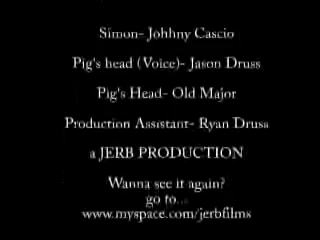 Simon- Johhny Cascio
Pig's head (Voice)- Jason Druss
Pig's Head- Old Major
Production Assistant- Ryan Druss
a JERB PRODUCTION
Wanna see it again?
go to...
www.myspace.com/jerbfilms